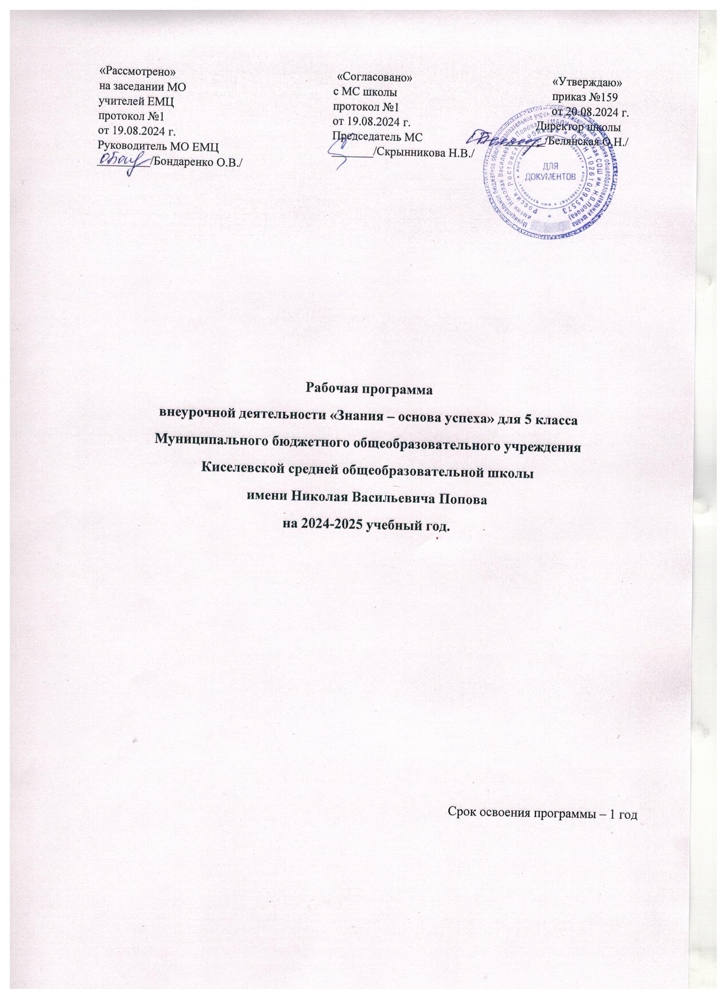 «Рассмотрено»
на заседании МО
учителей ЕМЦ
протокол №1
от 19.08.2024 г.
Руководитель МО ЕМЦ
_________/Бондаренко О.В./
«Согласовано»
с МС школы
протокол №1
от 19.08.2024 г.
Председатель МС
_______/Скрынникова Н.В./
«Утверждаю»
приказ №159
от 20.08.2024 г.
Директор школы
_______/Белянская О.Н./
ДЛЯ
ДОКУМЕНТОВ
Рабочая программа
внеурочной деятельности «Знания – основа успеха» для 5 класса
Муниципального бюджетного общеобразовательного учреждения
Киселевской средней общеобразовательной школы
имени Николая Васильевича Попова
на 2024-2025 учебный год.
Срок освоения программы – 1 год